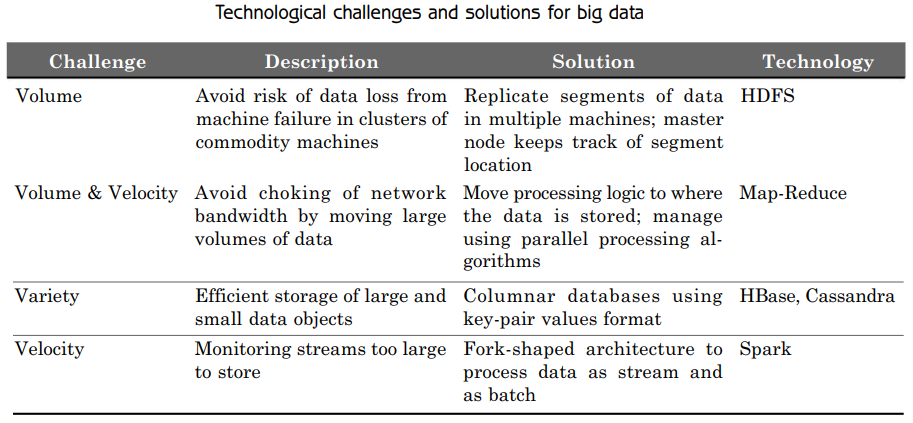 Technological challenges and solutions for big data
Challenge Description Solution Technology
Volume Avoid risk of data loss from Replicate segments of data HDFS
machine failure in clusters of in multiple machines; master
commodity machines node keeps track of segment
location
Volume & Velocity Avoid choking of network Move processing logic to where Map-Reduce
bandwidth by moving large the data is stored; manage
volumes of data using parallel processing al-
gorithms
Variety Efficient storage of large and Columnar databases using HBase, Cassandra
small data objects key-pair values format
Velocity Monitoring streams too large Fork-shaped architecture to Spark
to store process data as stream and
as batch